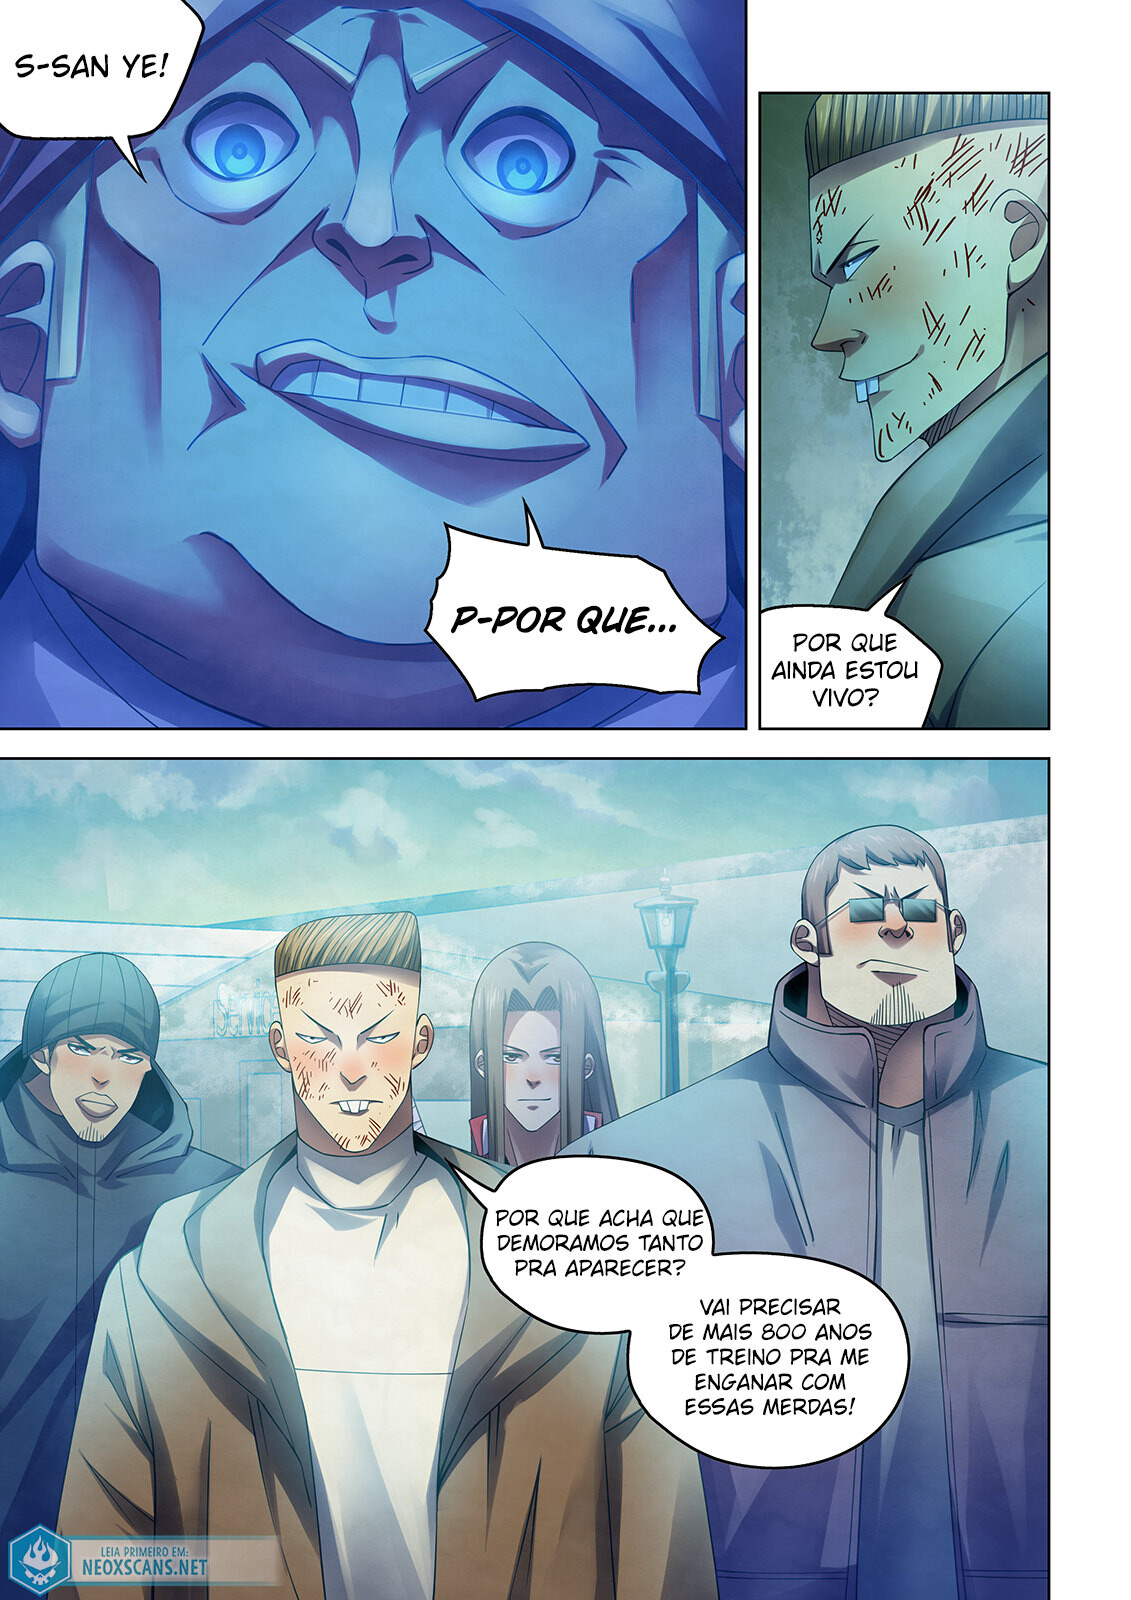 S-SAN YE!
P-POR QUE...
POR QUE
AINDA ESTOU
VIVO?
POR QUE ACHA QUE
DEMORAMOS TANTO
PRA APARECER?
VAI PRECISAR
DE MAIS 800 ANOS
DE TREINO PRA ME
ENGANAR COM
ESSAS MERDAS!
LEIA PRIMEIRO EM:
NEOXSCANS.NET